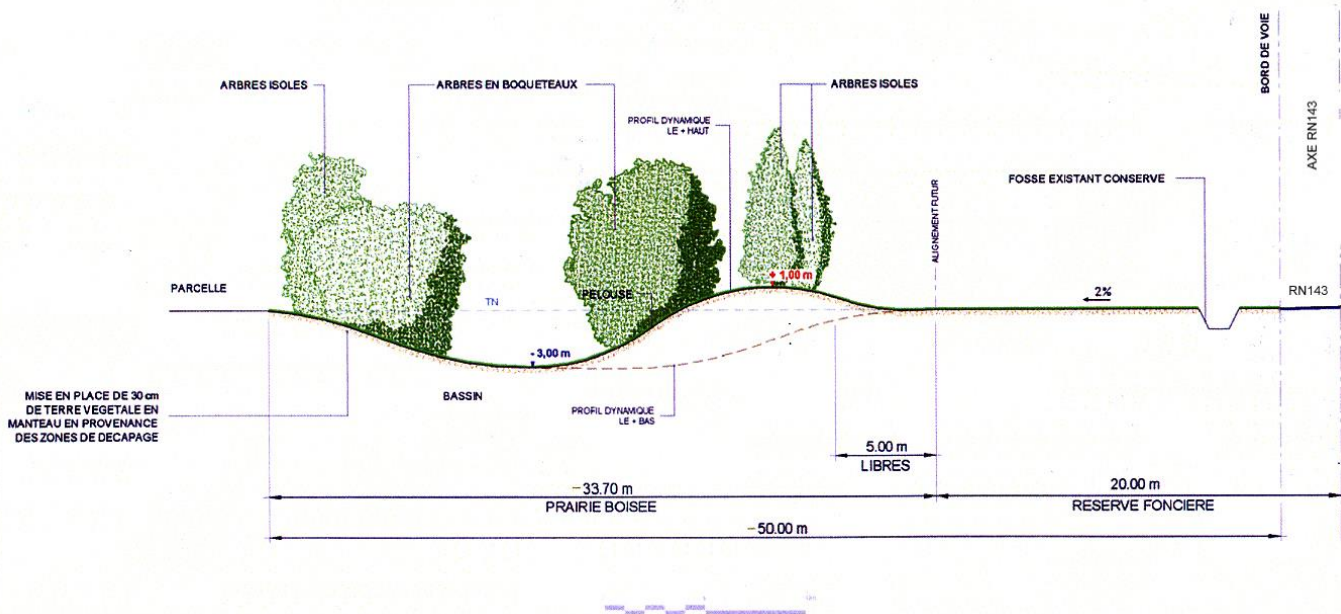 BORD DE VOIE
AXE RN143
ARBRES ISOLES
ARBRES EN BOQUETEAUX
ARBRES ISOLES
PROFIL DYNAMIQUE
LE + HAUT
FOSSE EXISTANT CONSERVE
ALIGNEMENT FUTUR
PARCELLE
TN
PELOUSE
+ 1,00 m
2%
RN143
- 3,00 m
MISE EN PLACE DE 30 cm
DE TERRE VEGETALE EN
MANTEAU EN PROVENANCE
DES ZONES DE DECAPAGE
BASSIN
PROFIL DYNAMIQUE
LE + BAS
5.00 m
LIBRES
~33.70 m
PRAIRIE BOISEE
20.00 m
RESERVE FONCIERE
~50.00 m